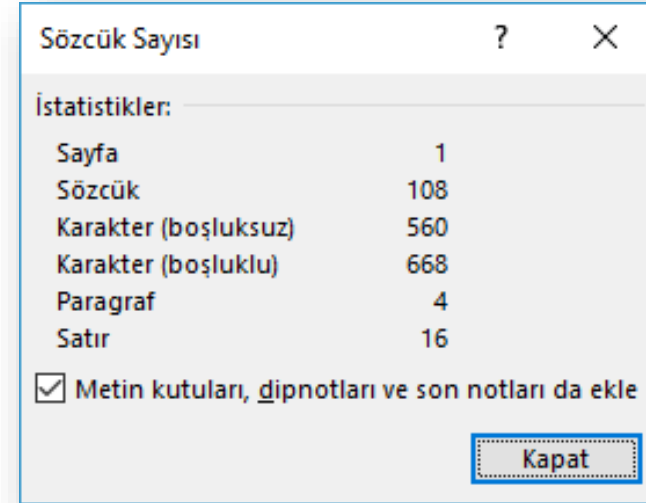 Sözcük Sayısı ?
İstatistikler:
Sayfa 1
Sözcük 108
Karakter (boşluksuz) 560
Karakter (boşluklu) 668
Paragraf 4
Satır 16
Metin kutuları, dipnotları ve son notları da ekle
Kapat